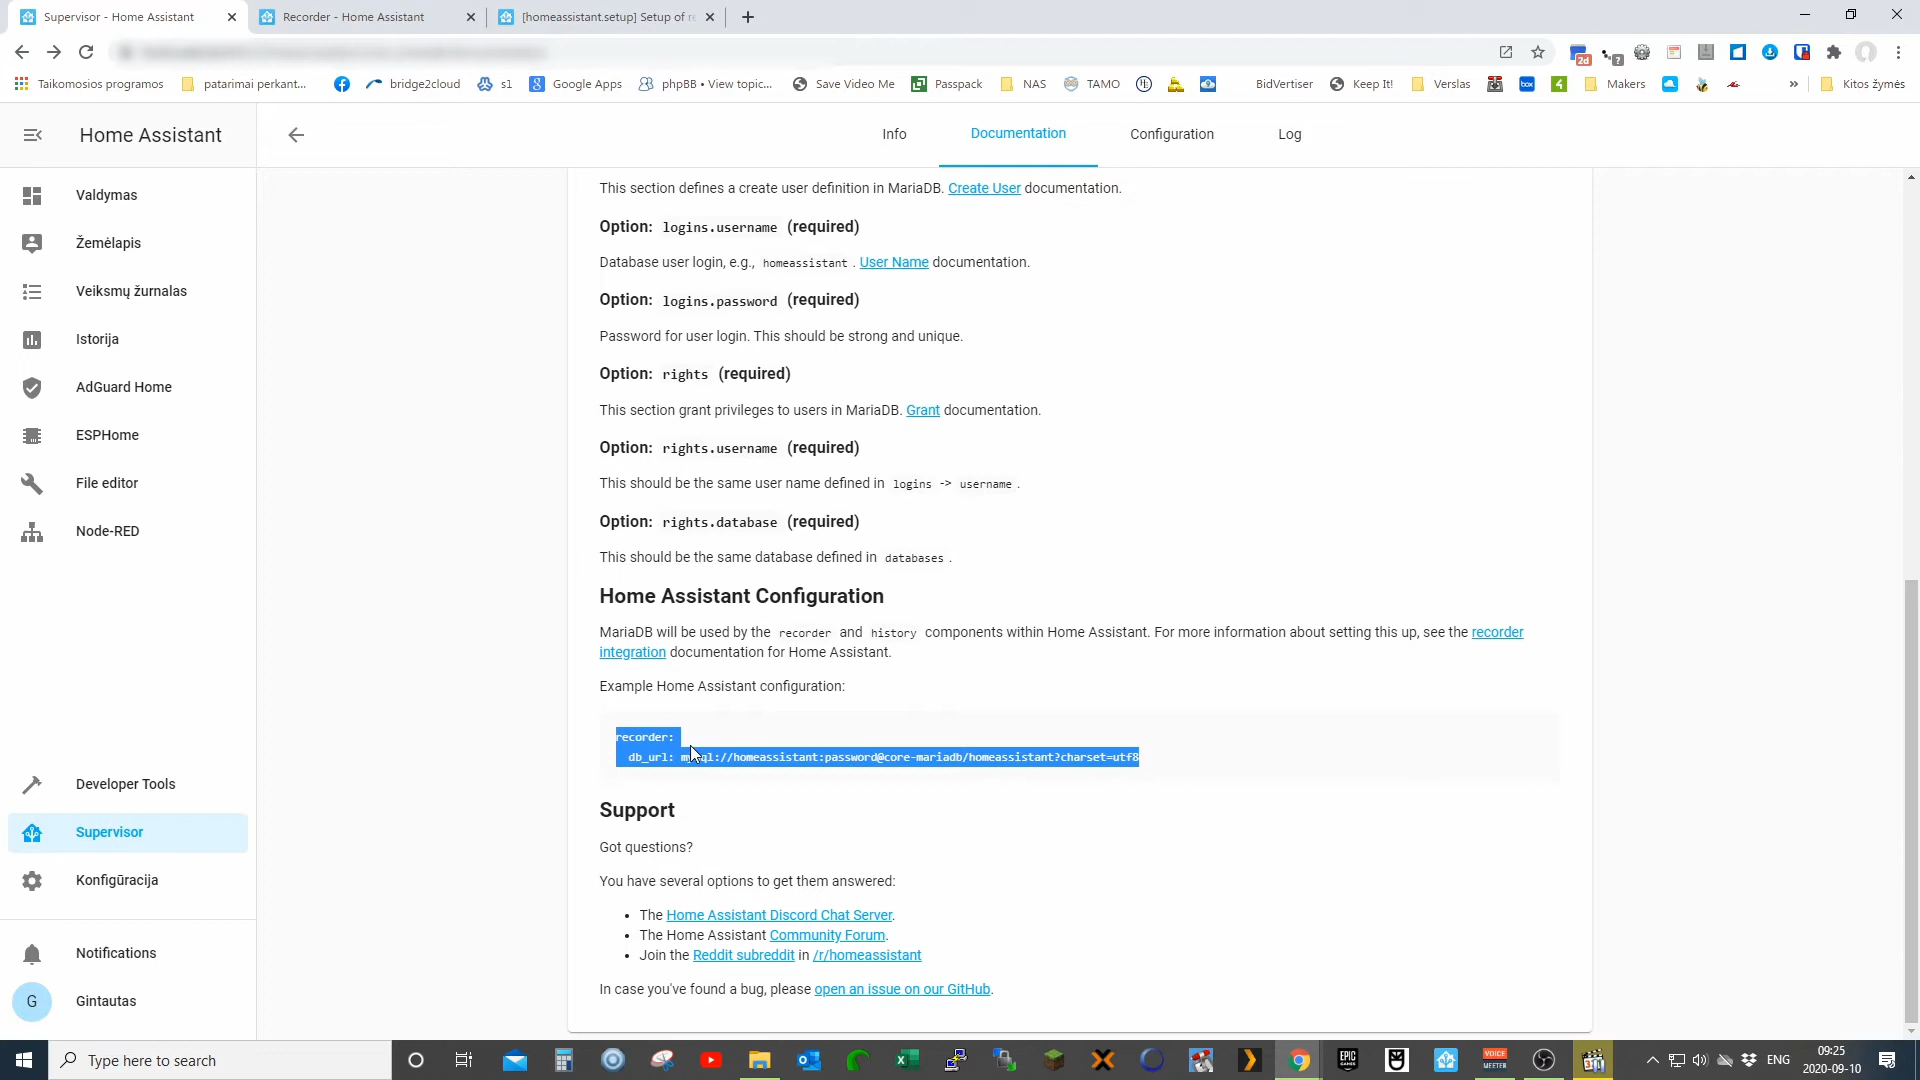 Supervisor - Home Assistant
Recorder - Home Assistant
[homeassistant.setup] Setup of re
Taikomosios programos
patarimai perkant...
bridge2cloud
s1
Google Apps
phpBB • View topic...
Save Video Me
Passpack
NAS
TAMO
BidVertiser
Keep It!
Verslas
box
4
Makers
»
Kitos žymės
2d
Home Assistant
Info
Documentation
Configuration
Log
Valdymas
Žemėlapis
Veiksmų žurnalas
Istorija
AdGuard Home
ESPHome
File editor
Node-RED
Developer Tools
Supervisor
Konfigūracija
Notifications
G
Gintautas
This section defines a create user definition in MariaDB. Create User documentation.
Option: logins.username (required)
Database user login, e.g., homeassistant . User Name documentation.
Option: logins.password (required)
Password for user login. This should be strong and unique.
Option: rights (required)
This section grant privileges to users in MariaDB. Grant documentation.
Option: rights.username (required)
This should be the same user name defined in logins -> username .
Option: rights.database (required)
This should be the same database defined in databases .
Home Assistant Configuration
MariaDB will be used by the recorder and history components within Home Assistant. For more information about setting this up, see the recorder
integration documentation for Home Assistant.
Example Home Assistant configuration:
recorder:
db_url: mysql://homeassistant:password@core-mariadb/homeassistant?charset=utf8
Support
Got questions?
You have several options to get them answered:
• The Home Assistant Discord Chat Server.
• The Home Assistant Community Forum.
• Join the Reddit subreddit in /r/homeassistant
In case you've found a bug, please open an issue on our GitHub.
Type here to search
EPIC GAMES
VOICE MEETER
ENG
09:25
2020-09-10